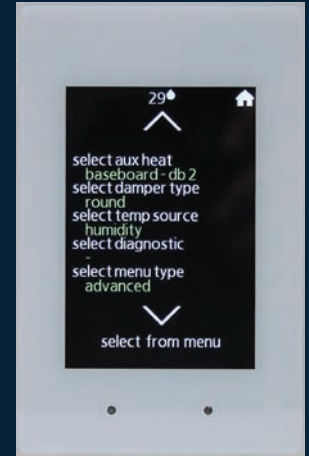 29
select aux heat
baseboard - db 2
select damper type
round
select temp source
humidity
select diagnostic
-
select menu type
advanced
select from menu